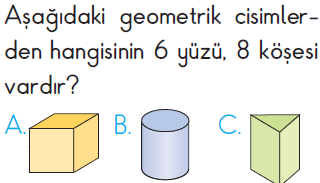 Aşağıdaki geometrik cisimler-
den hangisinin 6 yüzü, 8 köşesi
vardır?
A. B. C.